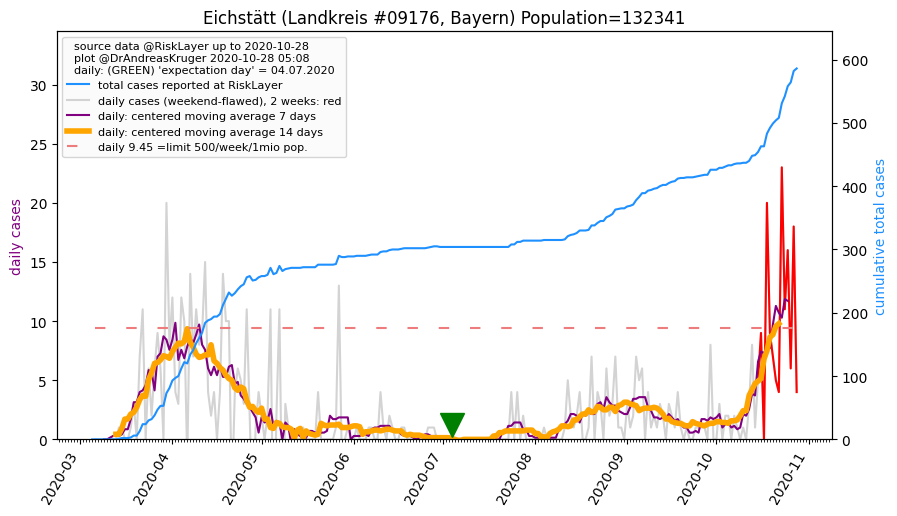 Eichstätt (Landkreis #09176, Bayern) Population=132341
source data @RiskLayer up to 2020-10-28
plot @DrAndreasKruger 2020-10-28 05:08
daily: (GREEN) 'expectation day' = 04.07.2020
total cases reported at RiskLayer
daily cases (weekend-flawed), 2 weeks: red
daily: centered moving average 7 days
daily: centered moving average 14 days
daily 9.45 =limit 500/week/1mio pop.
daily cases
30
25
20
15
10
5
0
600
500
400
300
200
100
0
cumulative total cases
2020-03
2020-04
2020-05
2020-06
2020-07
2020-08
2020-09
2020-10
2020-11